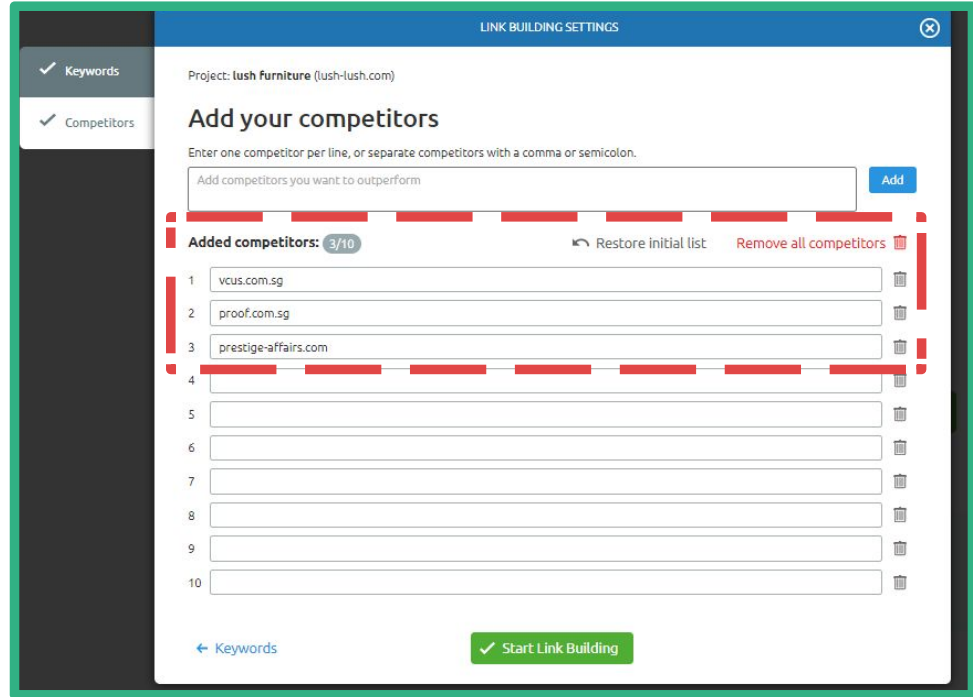 LINK BUILDING SETTINGS
Keywords
Competitors
Project: lush furniture (lush-lush.com)
Add your competitors
Enter one competitor per line, or separate competitors with a comma or semicolon.
Add competitors you want to outperform
Add
Added competitors: 3/10 Restore initial list Remove all competitors
1 vcus.com.sg
2 proof.com.sg
3 prestige-affairs.com
4
5
6
7
8
9
10
Keywords
Start Link Building